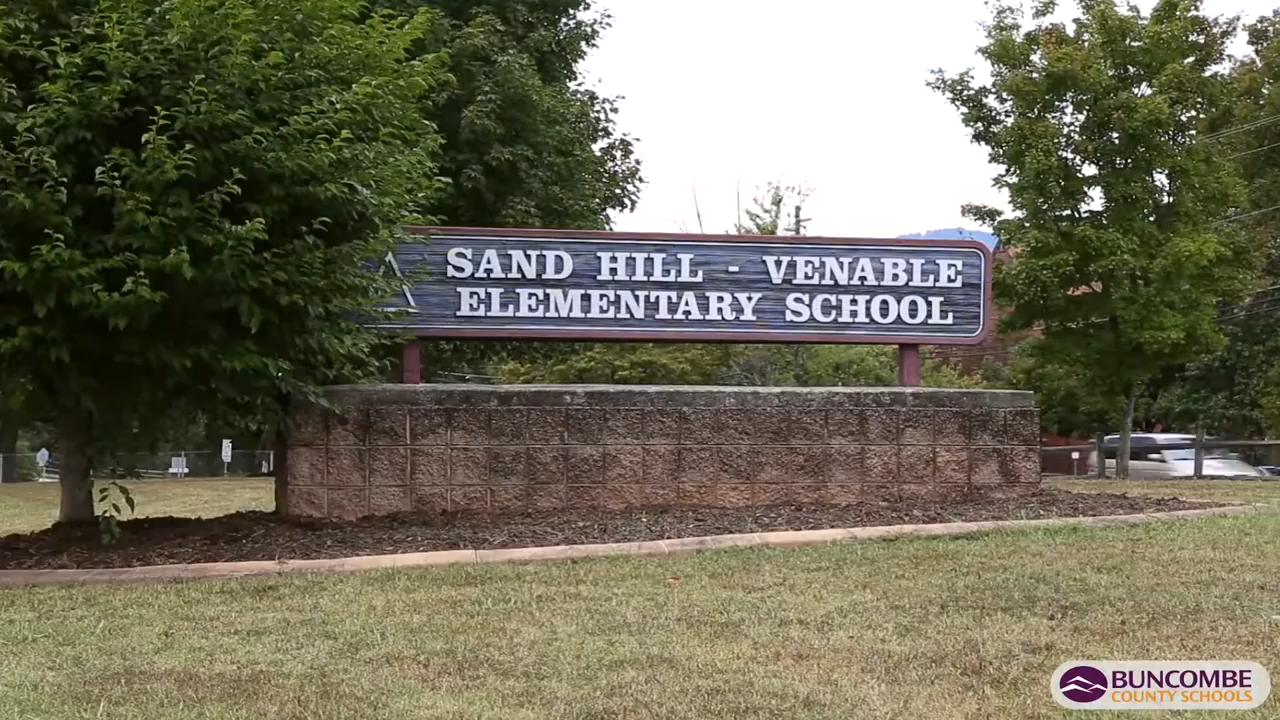 SAND HILL - VENABLE
ELEMENTARY SCHOOL
BUNCOMBE
COUNTY SCHOOLS